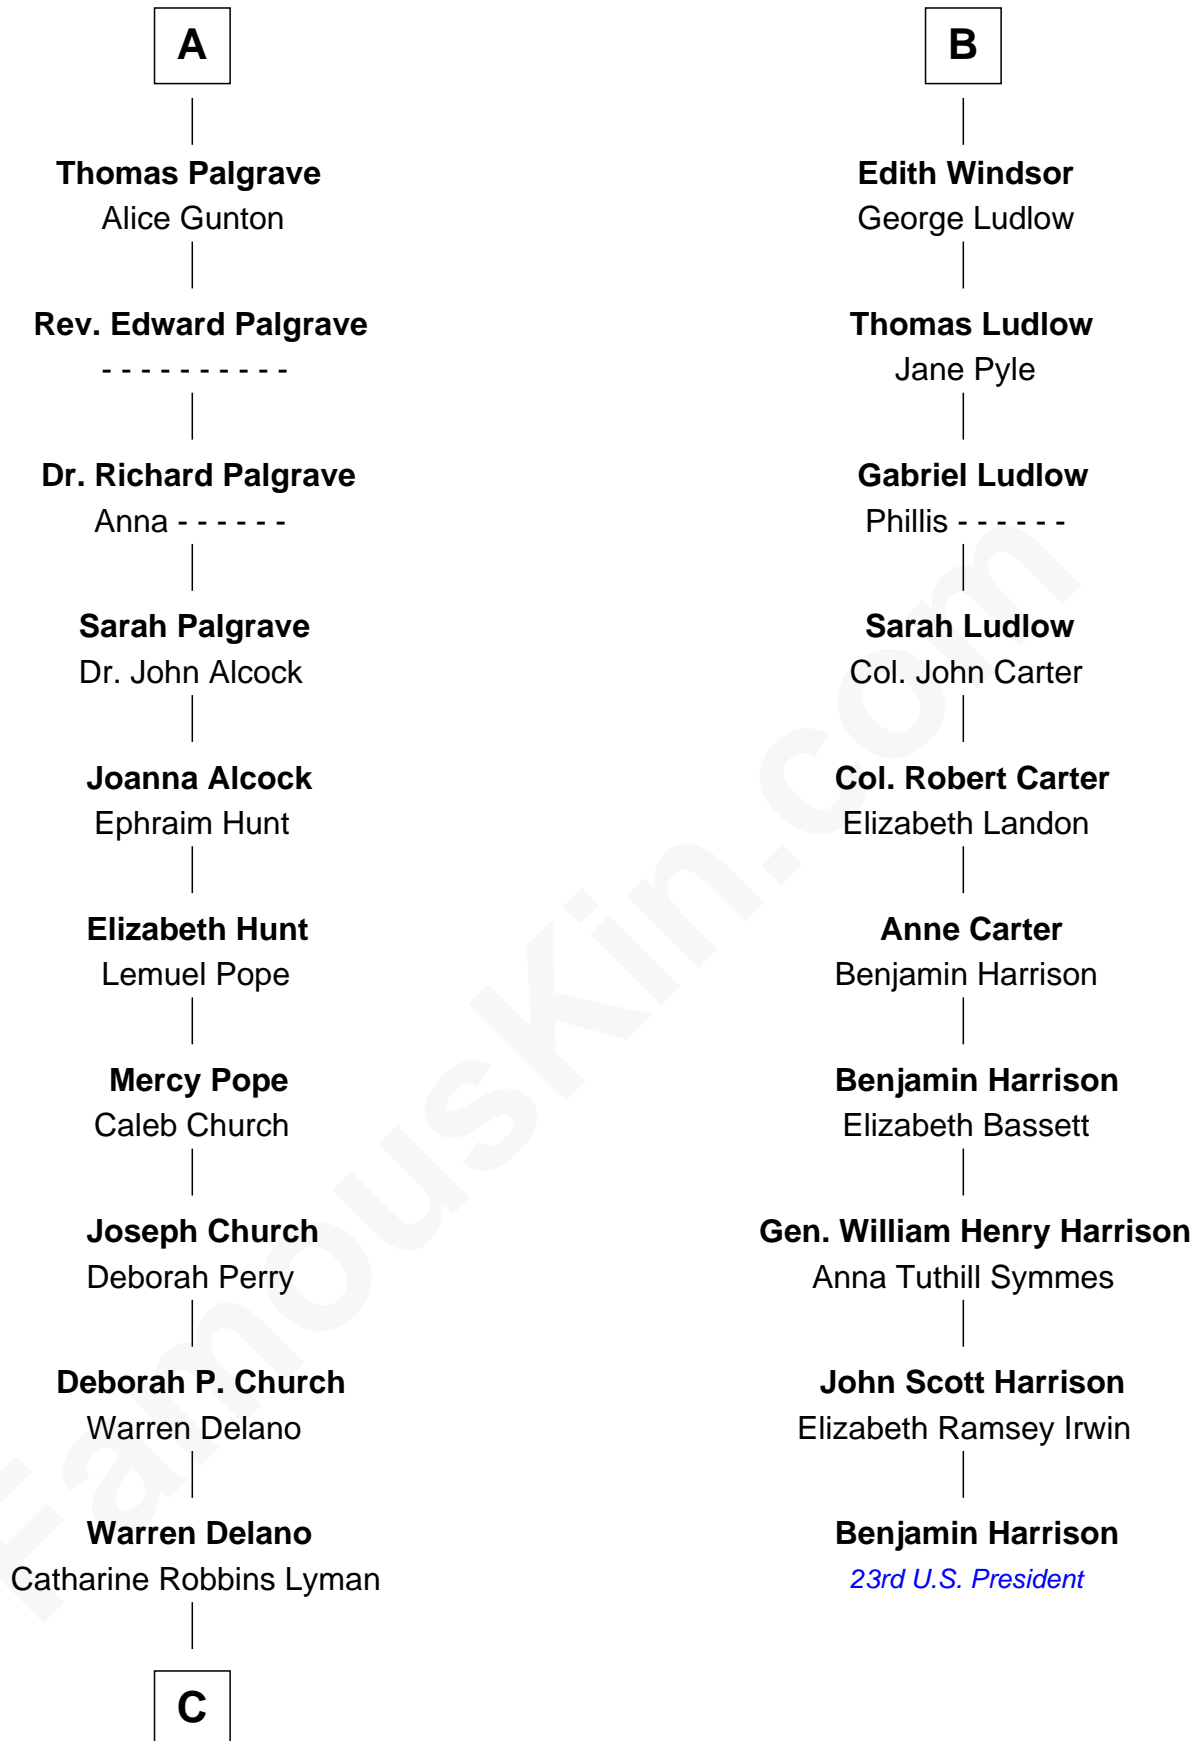 A
Thomas Palgrave
Alice Gunton
Rev. Edward Palgrave
- - - - - - - - - -
Dr. Richard Palgrave
Anna - - - - - -
Sarah Palgrave
Dr. John Alcock
Joanna Alcock
Ephraim Hunt
Elizabeth Hunt
Lemuel Pope
Mercy Pope
Caleb Church
Joseph Church
Deborah Perry
Deborah P. Church
Warren Delano
Warren Delano
Catharine Robbins Lyman
C
B
Edith Windsor
George Ludlow
Thomas Ludlow
Jane Pyle
Gabriel Ludlow
Phillis - - - - - -
Sarah Ludlow
Col. John Carter
Col. Robert Carter
Elizabeth Landon
Anne Carter
Benjamin Harrison
Benjamin Harrison
Elizabeth Bassett
Gen. William Henry Harrison
Anna Tuthill Symmes
John Scott Harrison
Elizabeth Ramsey Irwin
Benjamin Harrison
23rd U.S. President
FamousKin.com